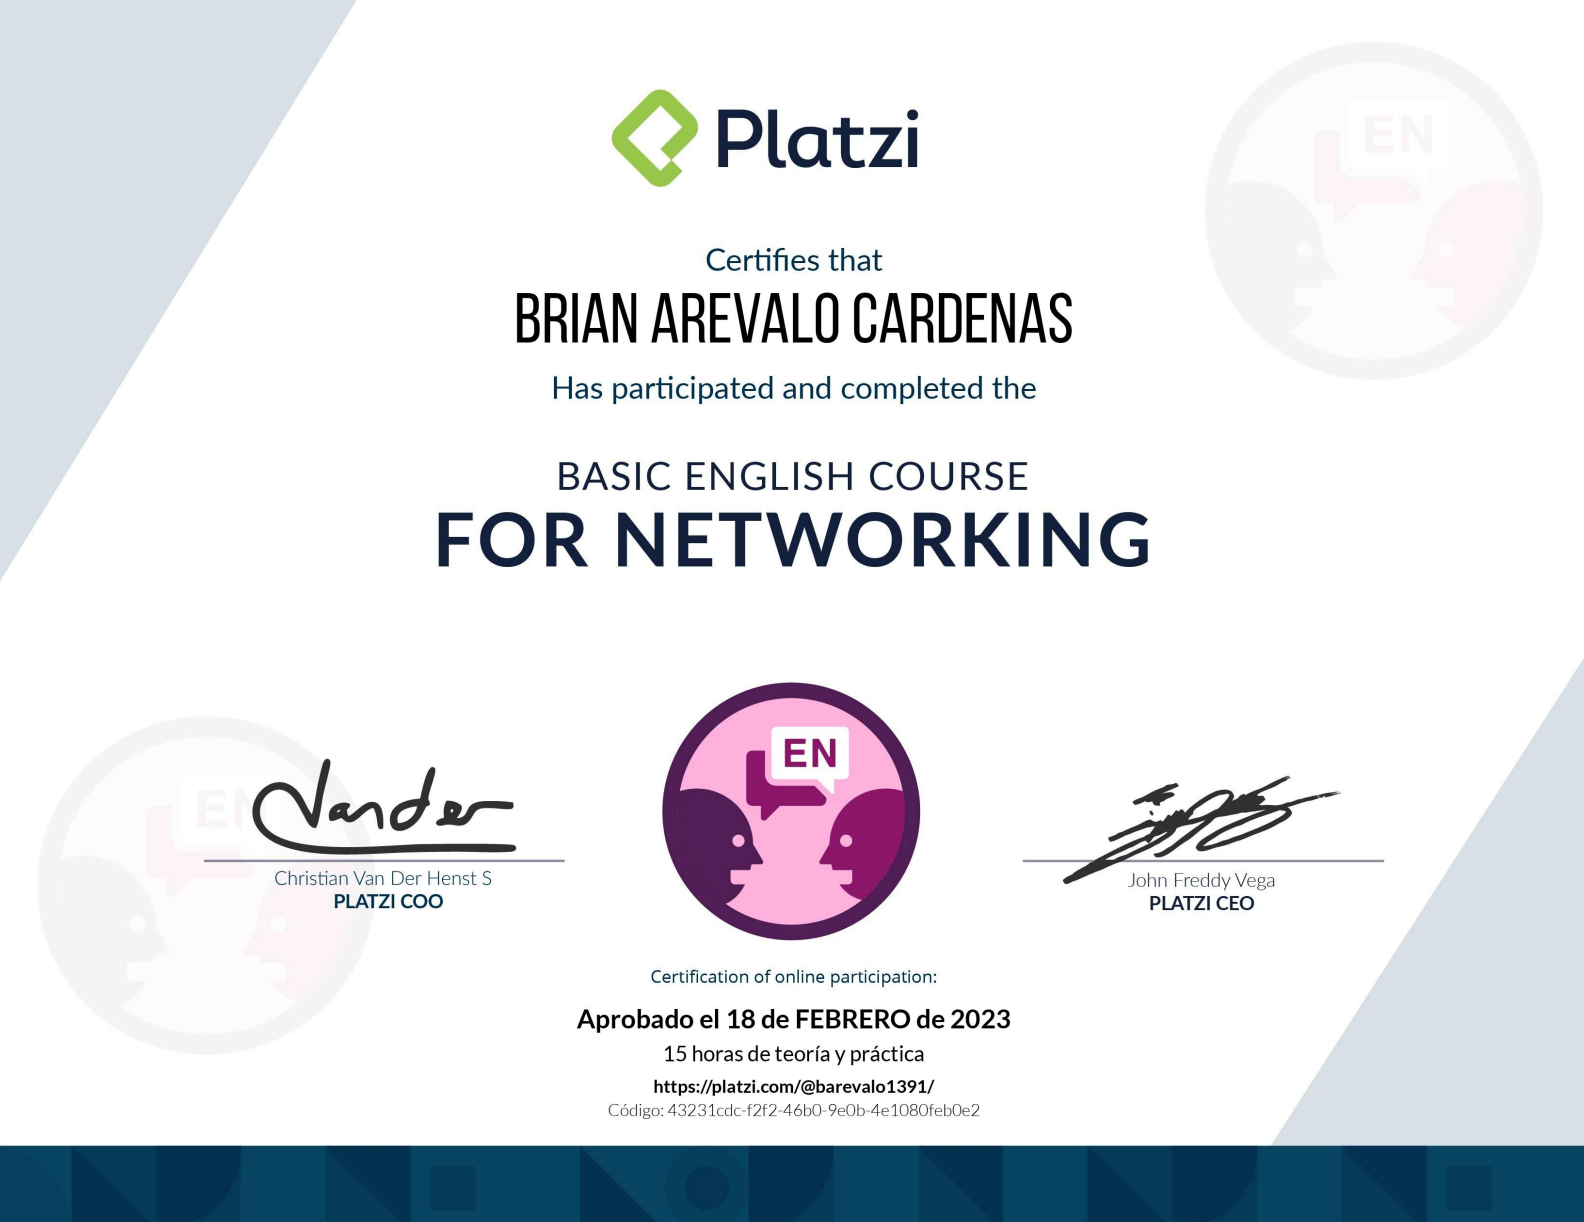 Platzi
EN
Certifies that
BRIAN AREVALO CARDENAS
Has participated and completed the
BASIC ENGLISH COURSE
FOR NETWORKING
EN
EN
Vander
Christian Van Der Henst S
PLATZI COO
John Freddy Vega
PLATZI CEO
Certification of online participation:
Aprobado el 18 de FEBRERO de 2023
15 horas de teoría y práctica
https://platzi.com/@barevalo1391/
Código: 43231cdc-f2f2-46b0-9e0b-4e1080feb0e2